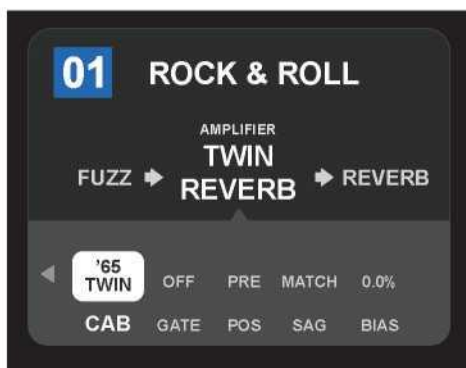 01 ROCK & ROLL
AMPLIFIER
TWIN
FUZZ REVERB REVERB
'65
TWIN OFF PRE MATCH 0.0%
CAB GATE POS SAG BIAS